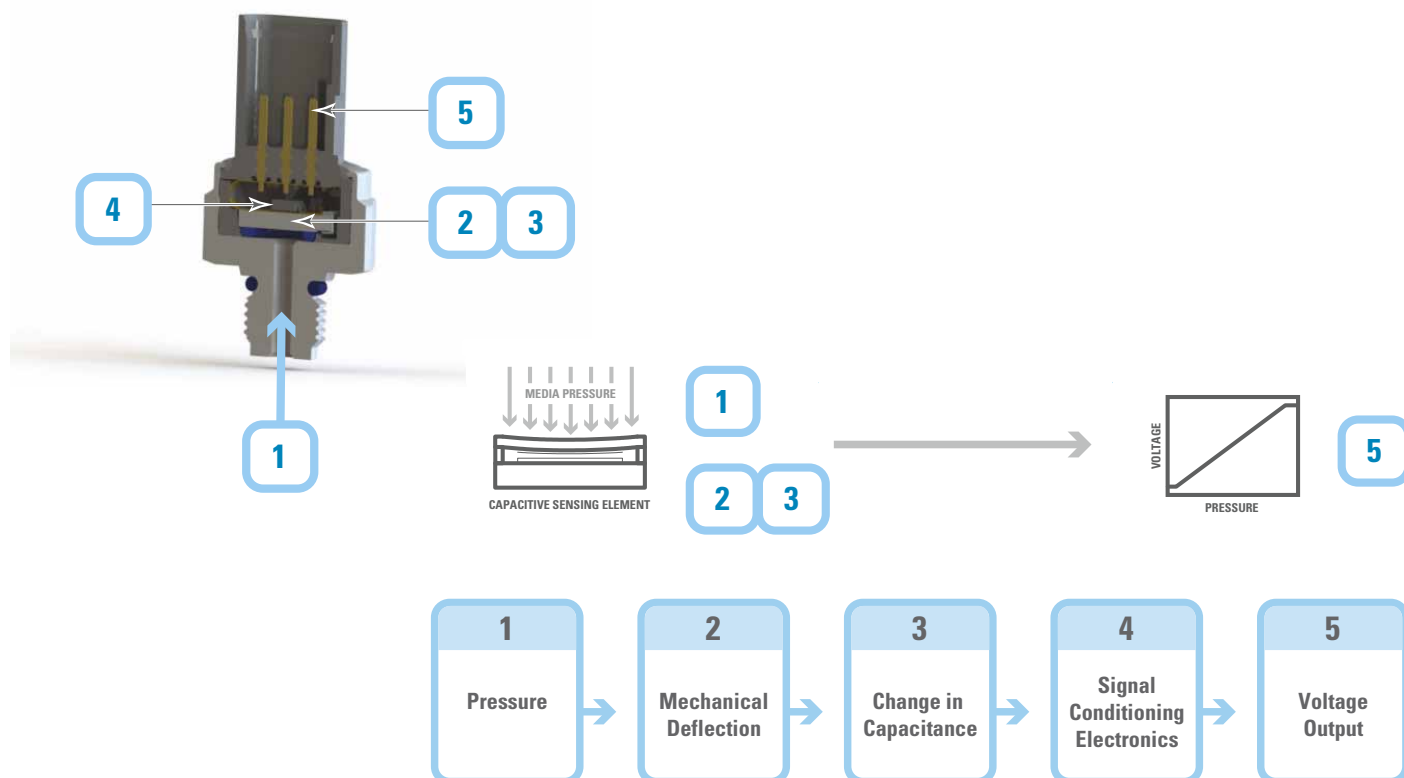 5
4
2 3
1
MEDIA PRESSURE
CAPACITIVE SENSING ELEMENT
1
2 3
VOLTAGE
PRESSURE
5
1
Pressure
2
Mechanical
Deflection
3
Change in
Capacitance
4
Signal
Conditioning
Electronics
5
Voltage
Output